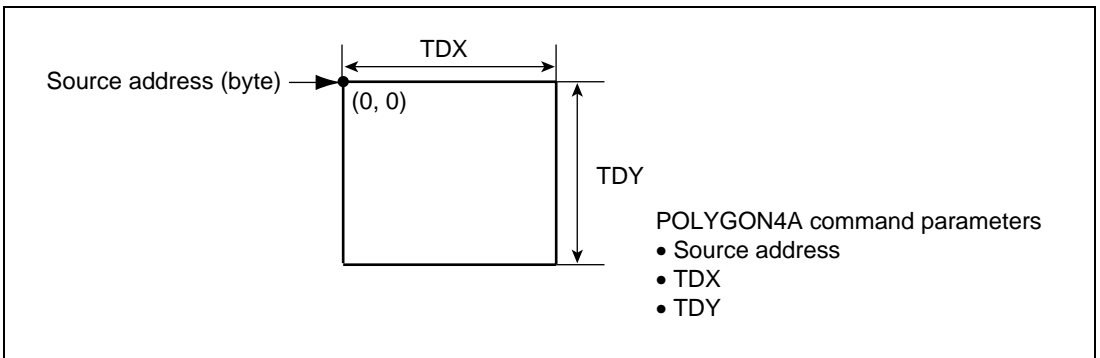 TDX
Source address (byte)
(0, 0)
TDY
POLYGON4A command parameters
• Source address
• TDX
• TDY